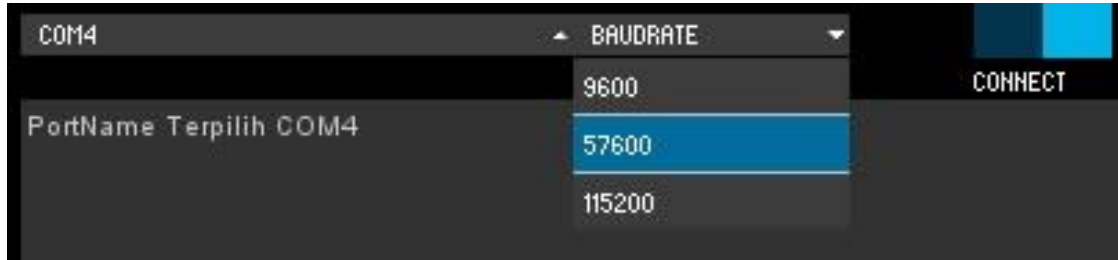 COM4 BAUDRATE
9600
CONNECT
PortName Terpilih COM4
57600
115200